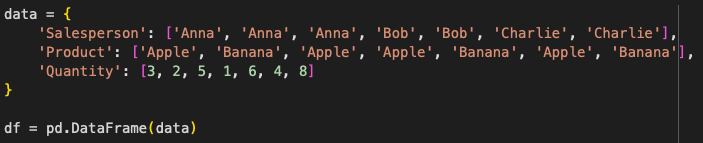 data = {
    'Salesperson': ['Anna', 'Anna', 'Anna', 'Bob', 'Bob', 'Charlie', 'Charlie'],
    'Product': ['Apple', 'Banana', 'Apple', 'Apple', 'Banana', 'Apple', 'Banana'],
    'Quantity': [3, 2, 5, 1, 6, 4, 8]
}
df = pd.DataFrame(data)